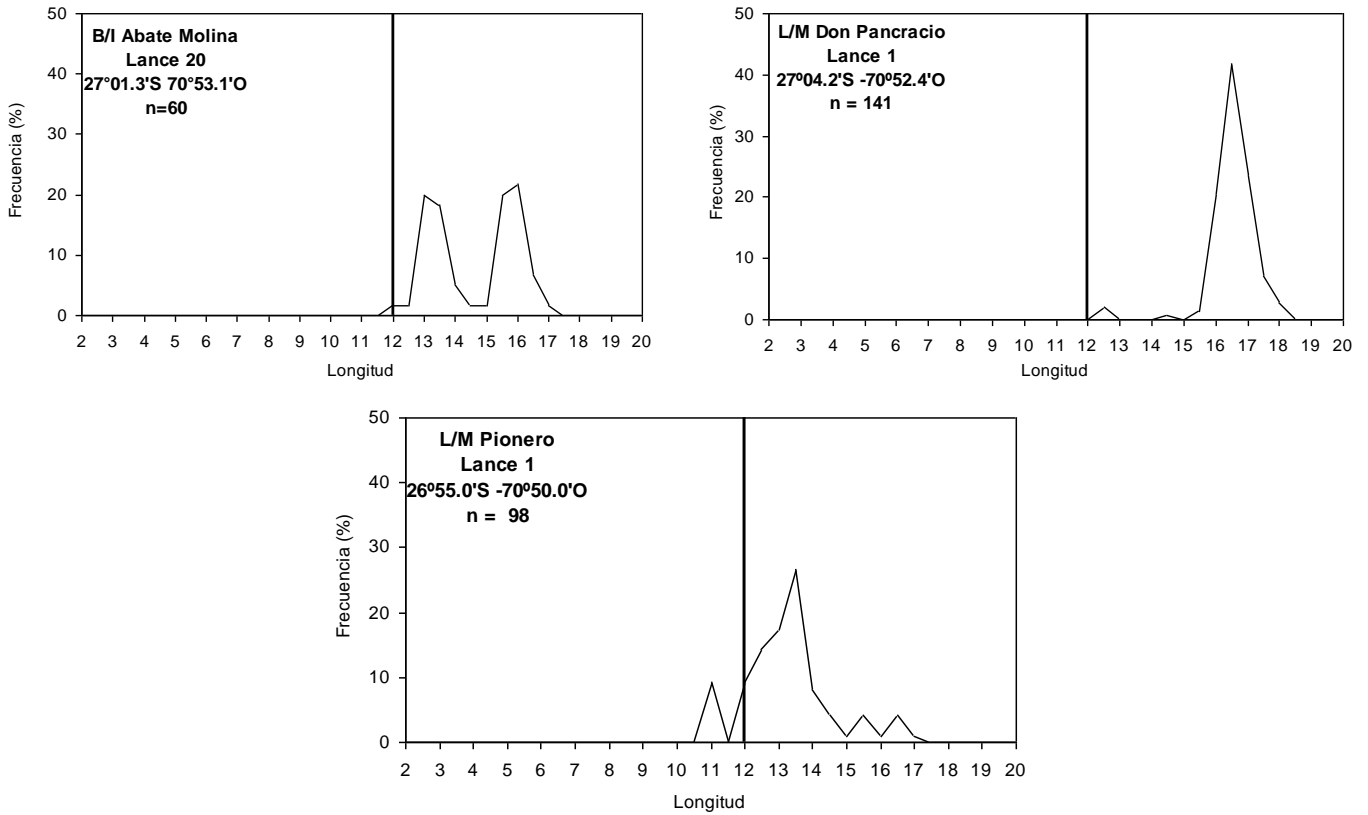 B/I Abate Molina
Lance 20
27°01.3'S 70°53.1'O
n=60
Frecuencia (%)
50
40
30
20
10
0
2 3 4 5 6 7 8 9 10 11 12 13 14 15 16 17 18 19 20
Longitud
L/M Don Pancracio
Lance 1
27º04.2'S -70º52.4'O
n = 141
Frecuencia (%)
50
40
30
20
10
0
2 3 4 5 6 7 8 9 10 11 12 13 14 15 16 17 18 19 20
Longitud
L/M Pionero
Lance 1
26º55.0'S -70º50.0'O
n = 98
Frecuencia (%)
50
40
30
20
10
0
2 3 4 5 6 7 8 9 10 11 12 13 14 15 16 17 18 19 20
Longitud